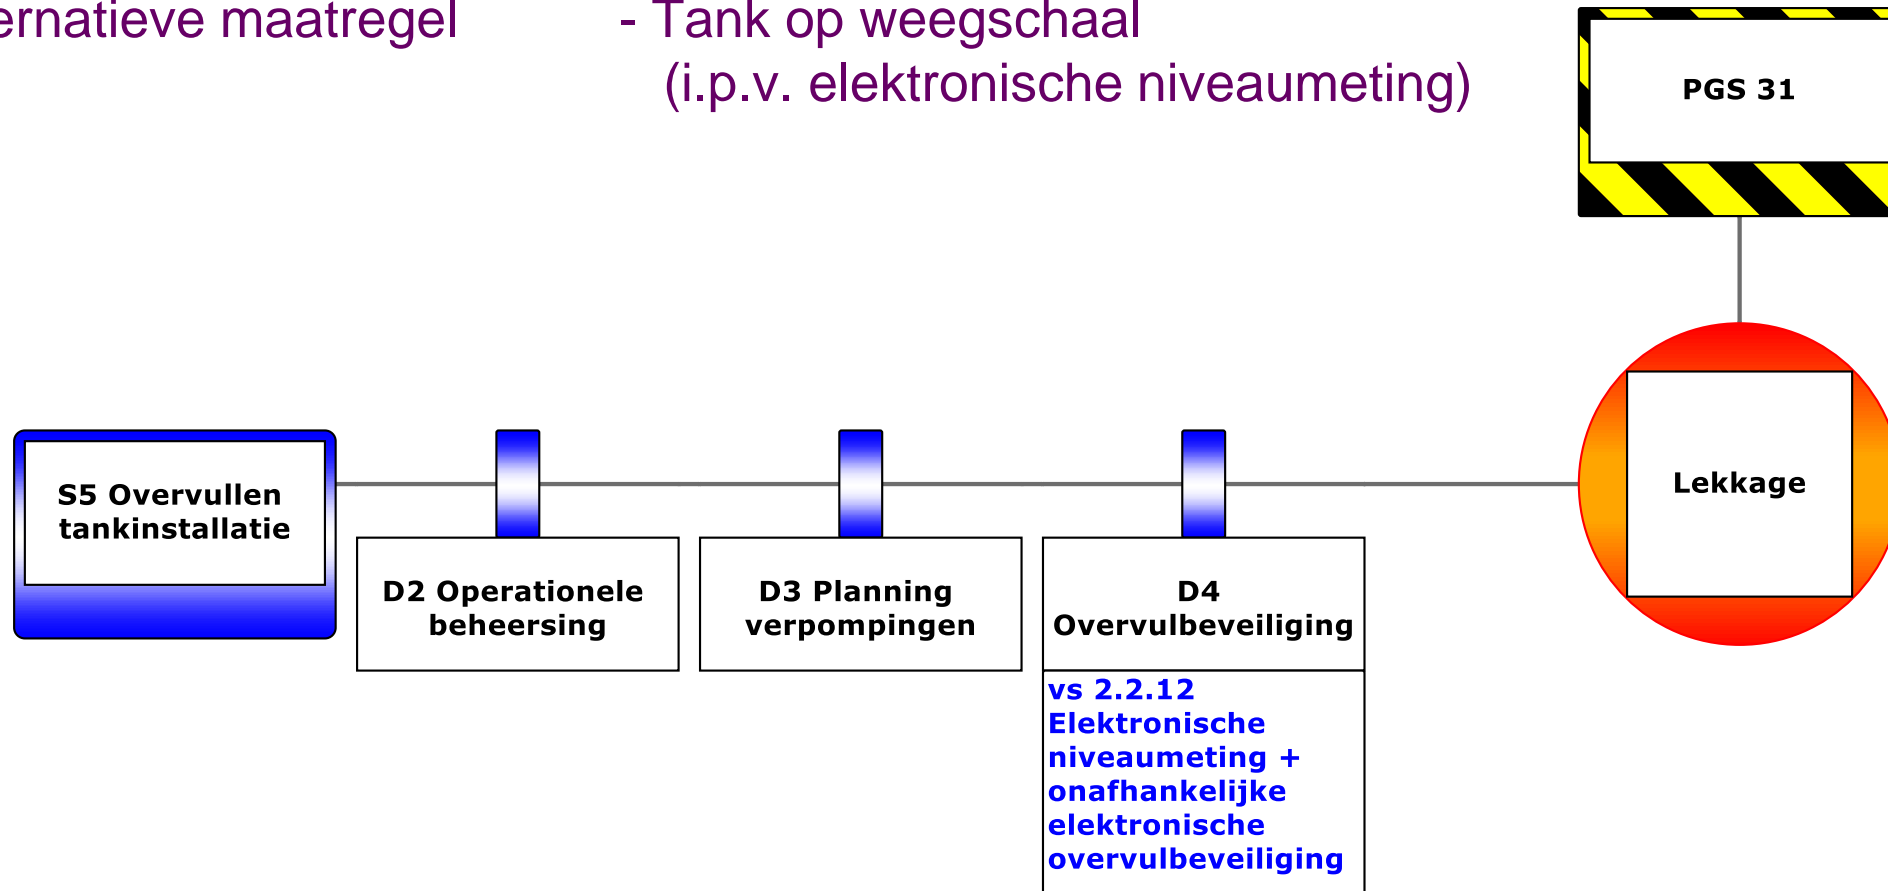 ernatieve maatregel - Tank op weegschaal
(i.p.v. elektronische niveaumeting)
PGS 31
S5 Overvullen
tankinstallatie
Lekkage
D2 Operationele
beheersing
D3 Planning
verpompingen
D4
Overvulbeveiliging
vs 2.2.12
Elektronische
niveaumeting +
onafhankelijke
elektronische
overvulbeveiliging